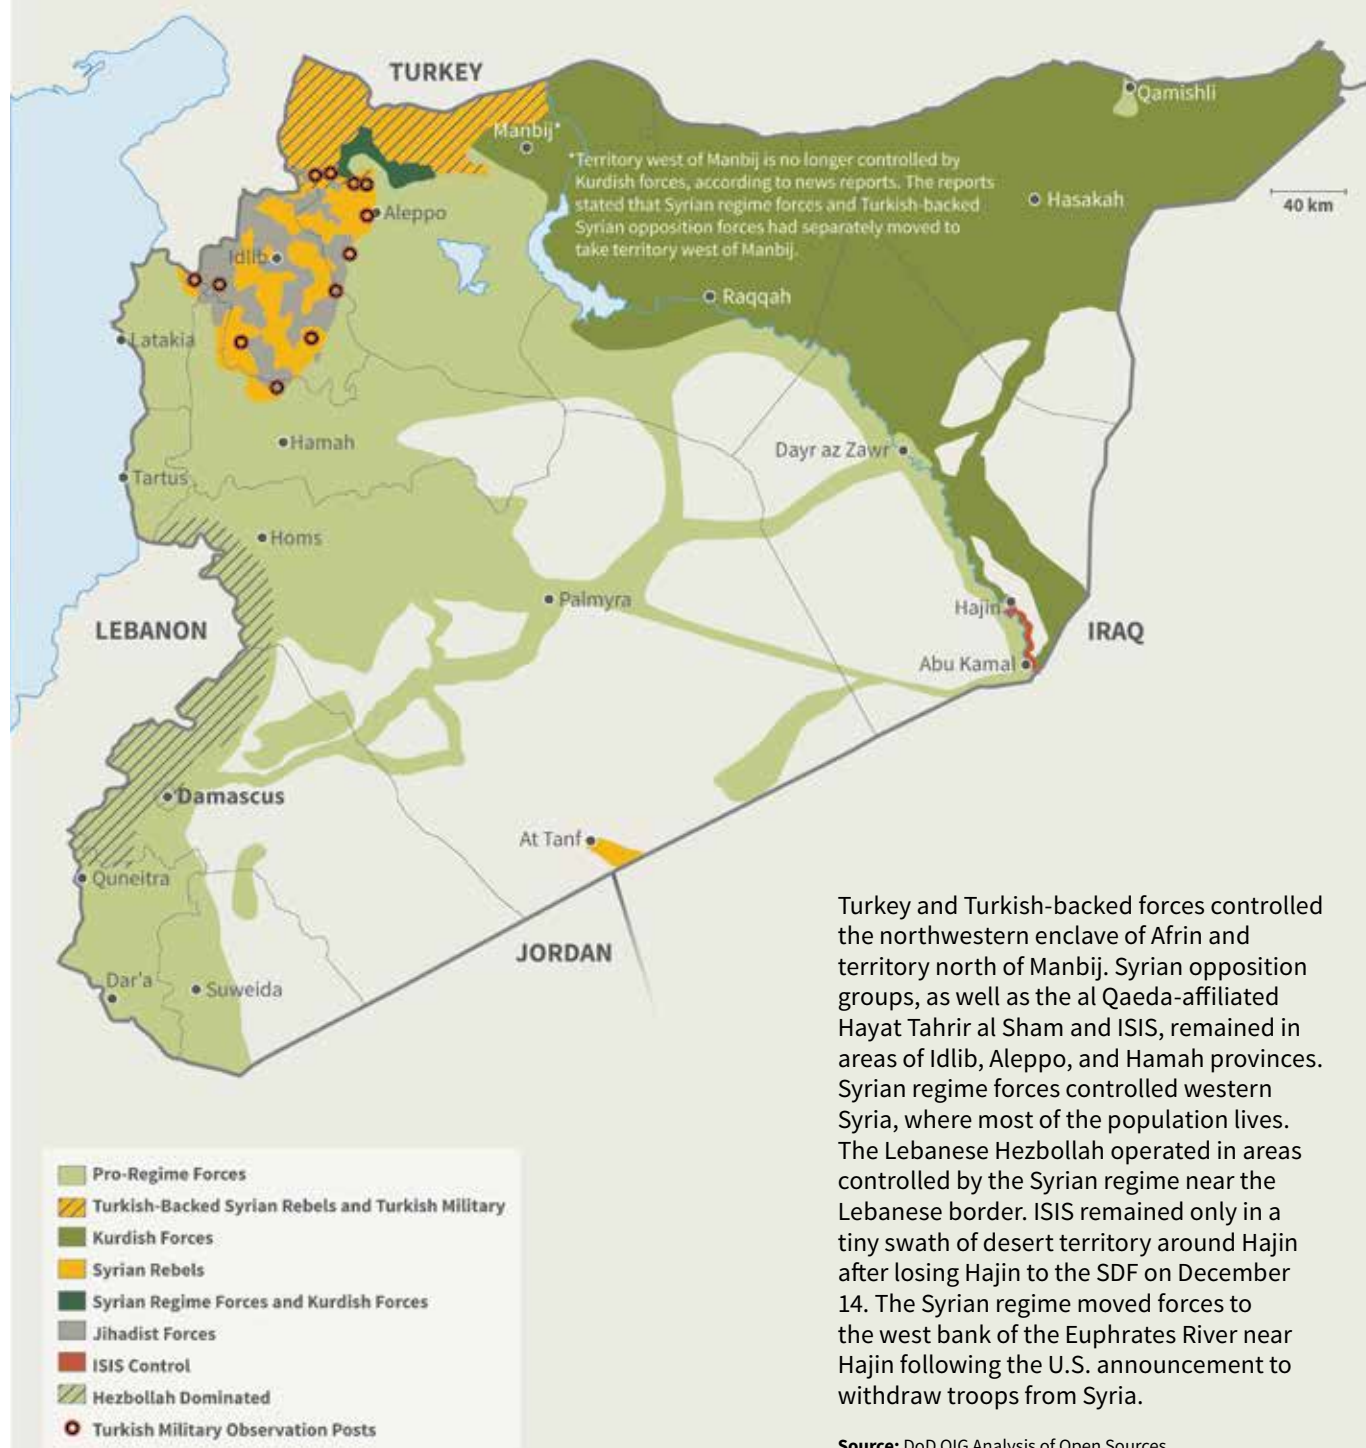 TURKEY
Qamishli
Manbij*
*Territory west of Manbij is no longer controlled by
Kurdish forces, according to news reports. The reports
stated that Syrian regime forces and Turkish-backed
Syrian opposition forces had separately moved to
take territory west of Manbij.
Hasakah
40 km
Aleppo
Idlib
Raqqah
Latakia
Hamah
Dayr az Zawr
Tartus
Homs
Palmyra
Hajin
LEBANON
IRAQ
Abu Kamal
Damascus
At Tanf
Quneitra
JORDAN
Dar'a
Suweida
Turkey and Turkish-backed forces controlled
the northwestern enclave of Afrin and
territory north of Manbij. Syrian opposition
groups, as well as the al Qaeda-affiliated
Hayat Tahrir al Sham and ISIS, remained in
areas of Idlib, Aleppo, and Hamah provinces.
Syrian regime forces controlled western
Syria, where most of the population lives.
The Lebanese Hezbollah operated in areas
controlled by the Syrian regime near the
Lebanese border. ISIS remained only in a
tiny swath of desert territory around Hajin
after losing Hajin to the SDF on December
14. The Syrian regime moved forces to
the west bank of the Euphrates River near
Hajin following the U.S. announcement to
withdraw troops from Syria.
Source: DoD OIG Analysis of Open Sources
Pro-Regime Forces
Turkish-Backed Syrian Rebels and Turkish Military
Kurdish Forces
Syrian Rebels
Syrian Regime Forces and Kurdish Forces
Jihadist Forces
ISIS Control
Hezbollah Dominated
Turkish Military Observation Posts